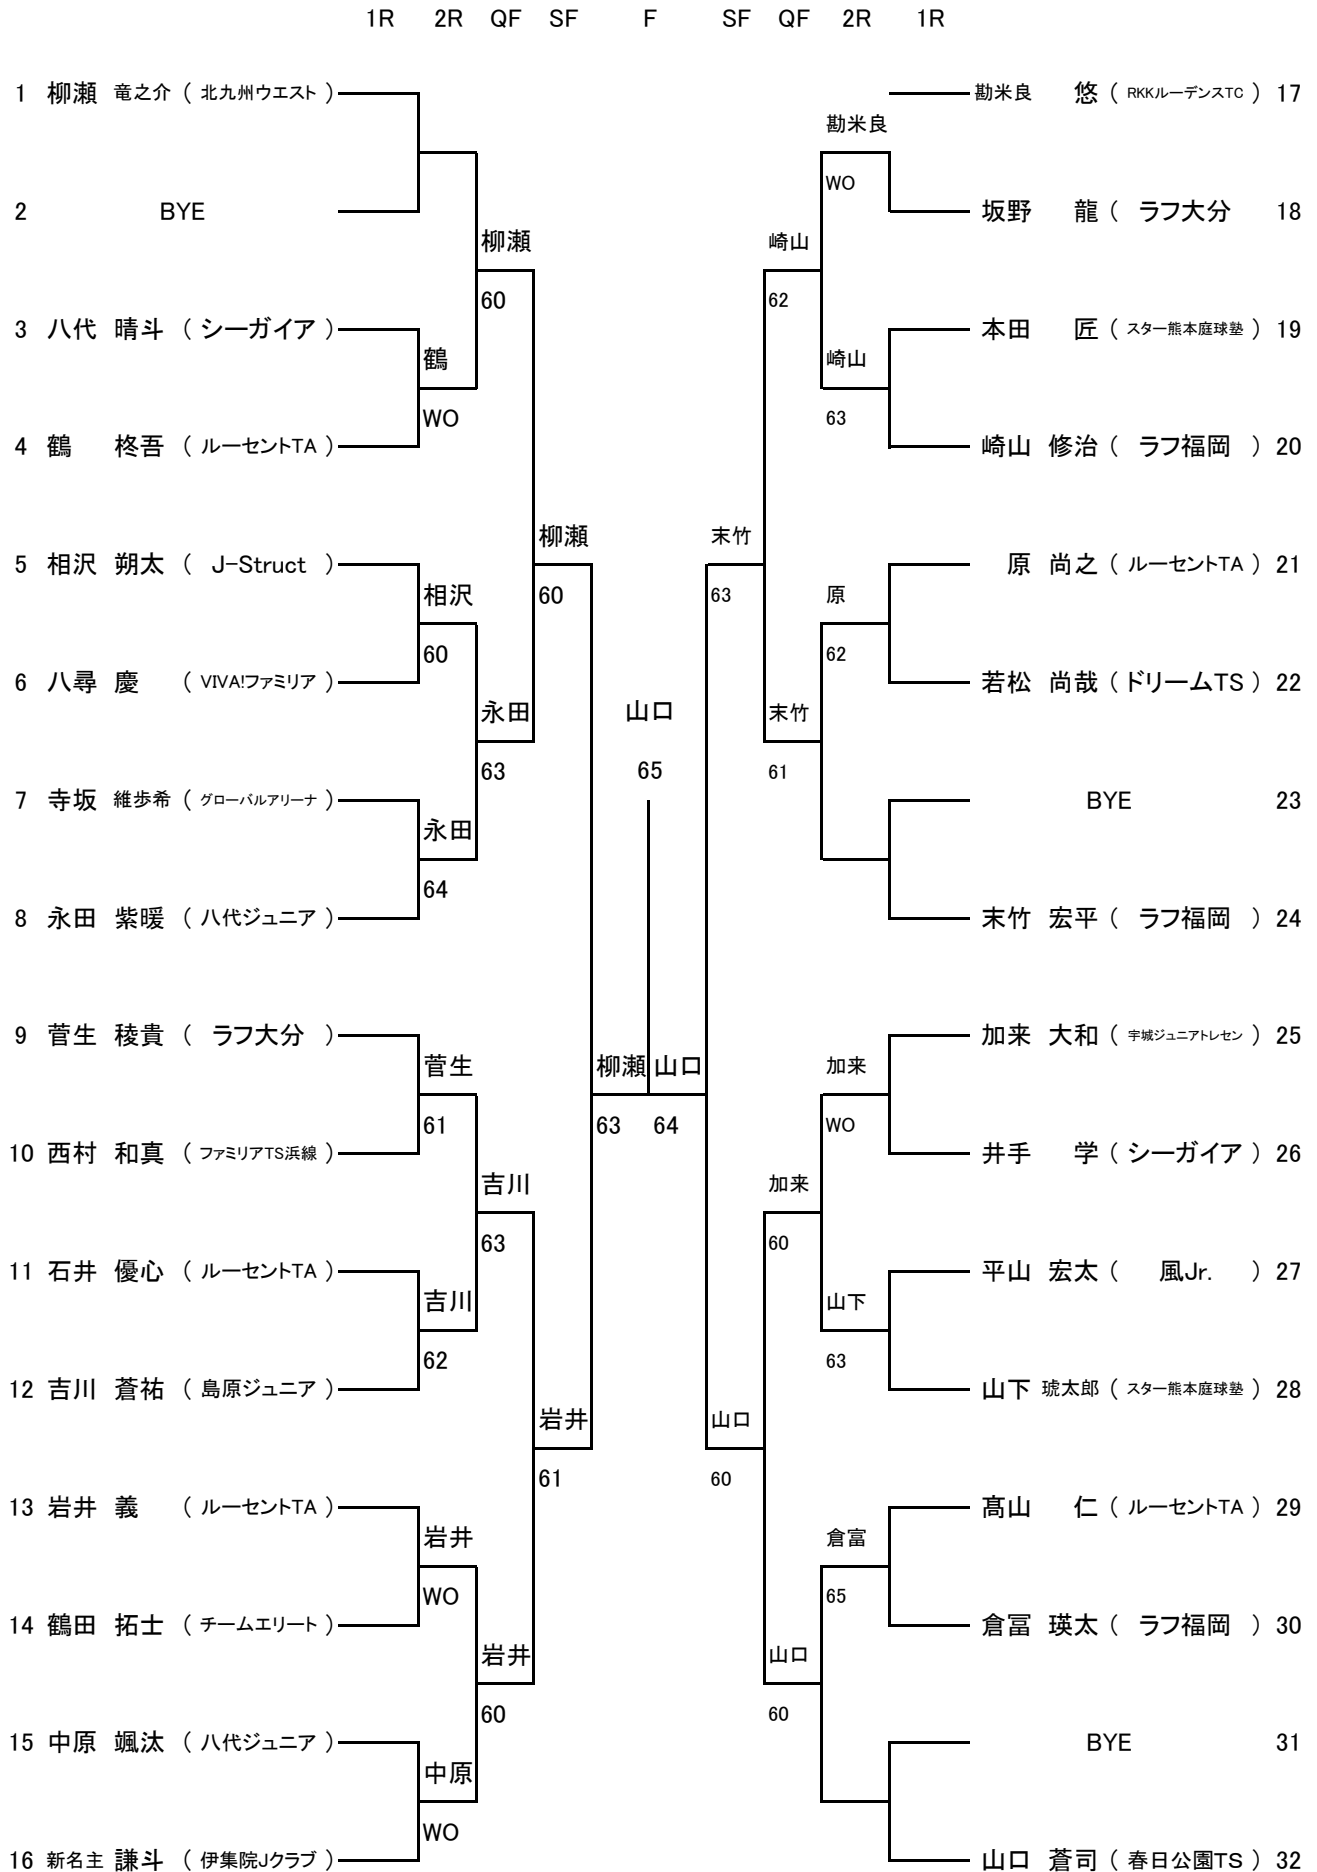 1R 2R QF SF F SF QF 2R 1R
1 柳瀬 竜之介 ( 北九州ウエスト ) 勘米良 悠 ( RKKルーデンスTC ) 17
勘米良
WO
2 BYE 坂野 龍 ( ラフ大分 18
柳瀬 崎山
60 62
3 八代 晴斗 ( シーガイア ) 本田 匠 ( スター熊本庭球塾 ) 19
鶴 崎山
WO 63
4 鶴 柊吾 ( ルーセントTA ) 崎山 修治 ( ラフ福岡 ) 20
柳瀬 末竹
5 相沢 朔太 ( J-Struct ) 原 尚之 ( ルーセントTA ) 21
相沢 60 63 原
60 62
6 八尋 慶 ( VIVA!ファミリア ) 若松 尚哉 ( ドリームTS ) 22
永田 山口 末竹
63 65 61
7 寺坂 維歩希 ( グローバルアリーナ ) BYE 23
永田
64
8 永田 紫暖 ( 八代ジュニア ) 末竹 宏平 ( ラフ福岡 ) 24
9 菅生 稜貴 ( ラフ大分 ) 加来 大和 ( 宇城ジュニアトレセン ) 25
菅生 柳瀬 山口 加来
61 63 64 WO
10 西村 和真 ( ファミリアTS浜線 ) 井手 学 ( シーガイア ) 26
吉川 加来
63 60
11 石井 優心 ( ルーセントTA ) 平山 宏太 ( 風Jr. ) 27
吉川 山下
62 63
12 吉川 蒼祐 ( 島原ジュニア ) 山下 琥太郎 ( スター熊本庭球塾 ) 28
岩井 山口
61 60
13 岩井 義 ( ルーセントTA ) 髙山 仁 ( ルーセントTA ) 29
岩井 倉富
WO 65
14 鶴田 拓士 ( チームエリート ) 倉冨 瑛太 ( ラフ福岡 ) 30
岩井 山口
60 60
15 中原 颯汰 ( 八代ジュニア ) BYE 31
中原
WO
16 新名主 謙斗 ( 伊集院Jクラブ ) 山口 蒼司 ( 春日公園TS ) 32